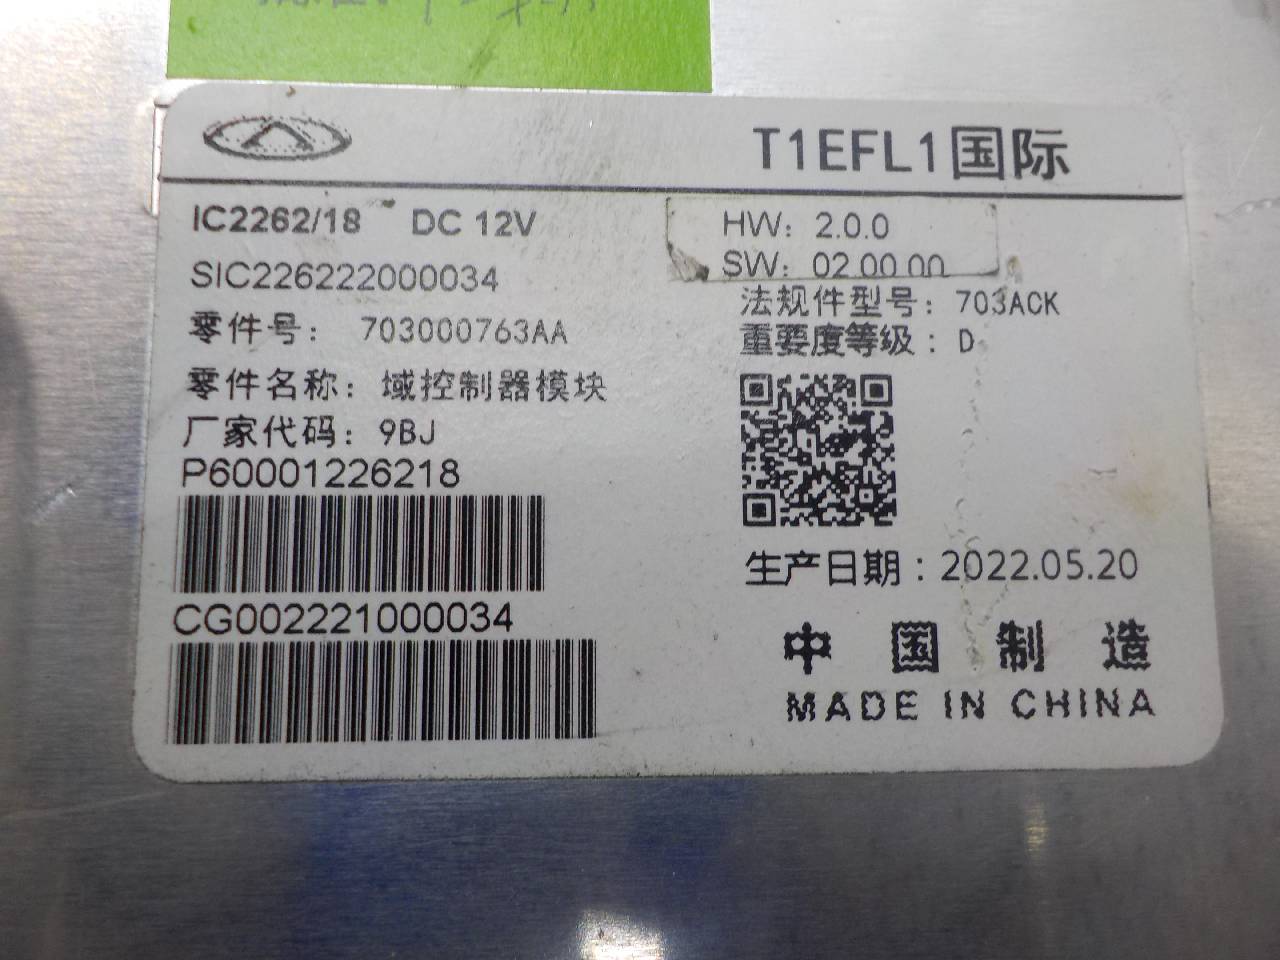 T1EFL1国际
IC2262/18 DC 12V
SIC226222000034
零件号: 703000763AA
零件名称: 域控制器模块
厂家代码: 9BJ
P60001226218
CG002221000034
HW: 2.0.0
SW: 02.00.00
法规件型号: 703ACK
重要度等级: D
生产日期: 2022.05.20
中国制造
MADE IN CHINA